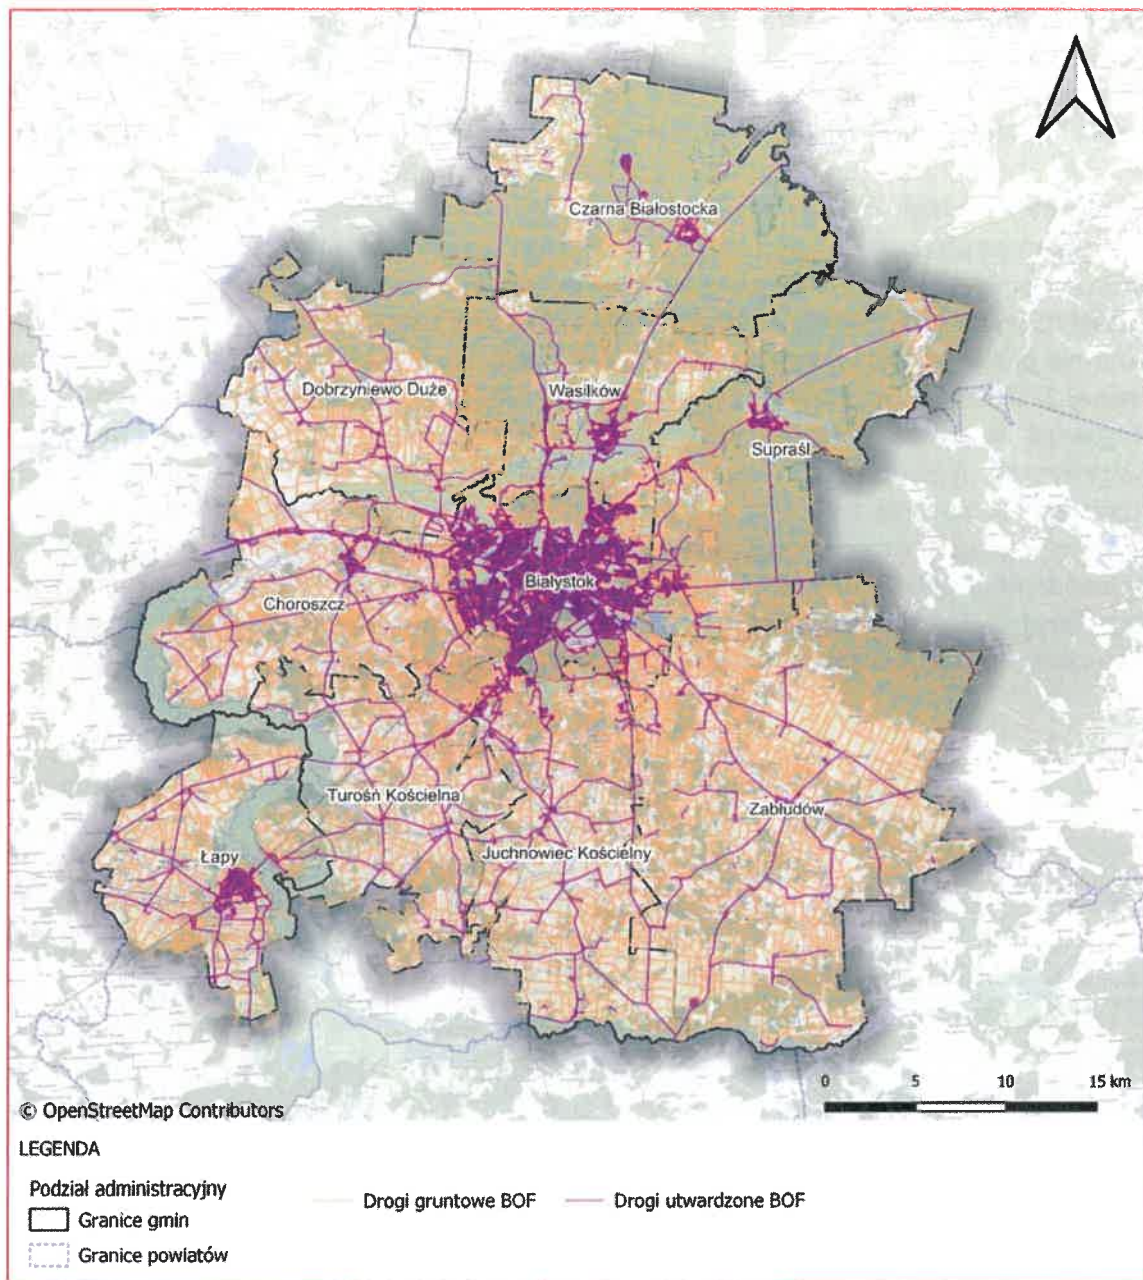 Czarna Białostocka
Dobrzyniewo Duże
Wasilków
Supraśl
Białystok
Choroszcz
Turośń Kościelna
Zabłudów
Juchnowiec Kościelny
Łapy
0 5 10 15 km
© OpenStreetMap Contributors
LEGENDA
Podział administracyjny
Granice gmin
Granice powiatów
Drogi gruntowe BOF
Drogi utwardzone BOF